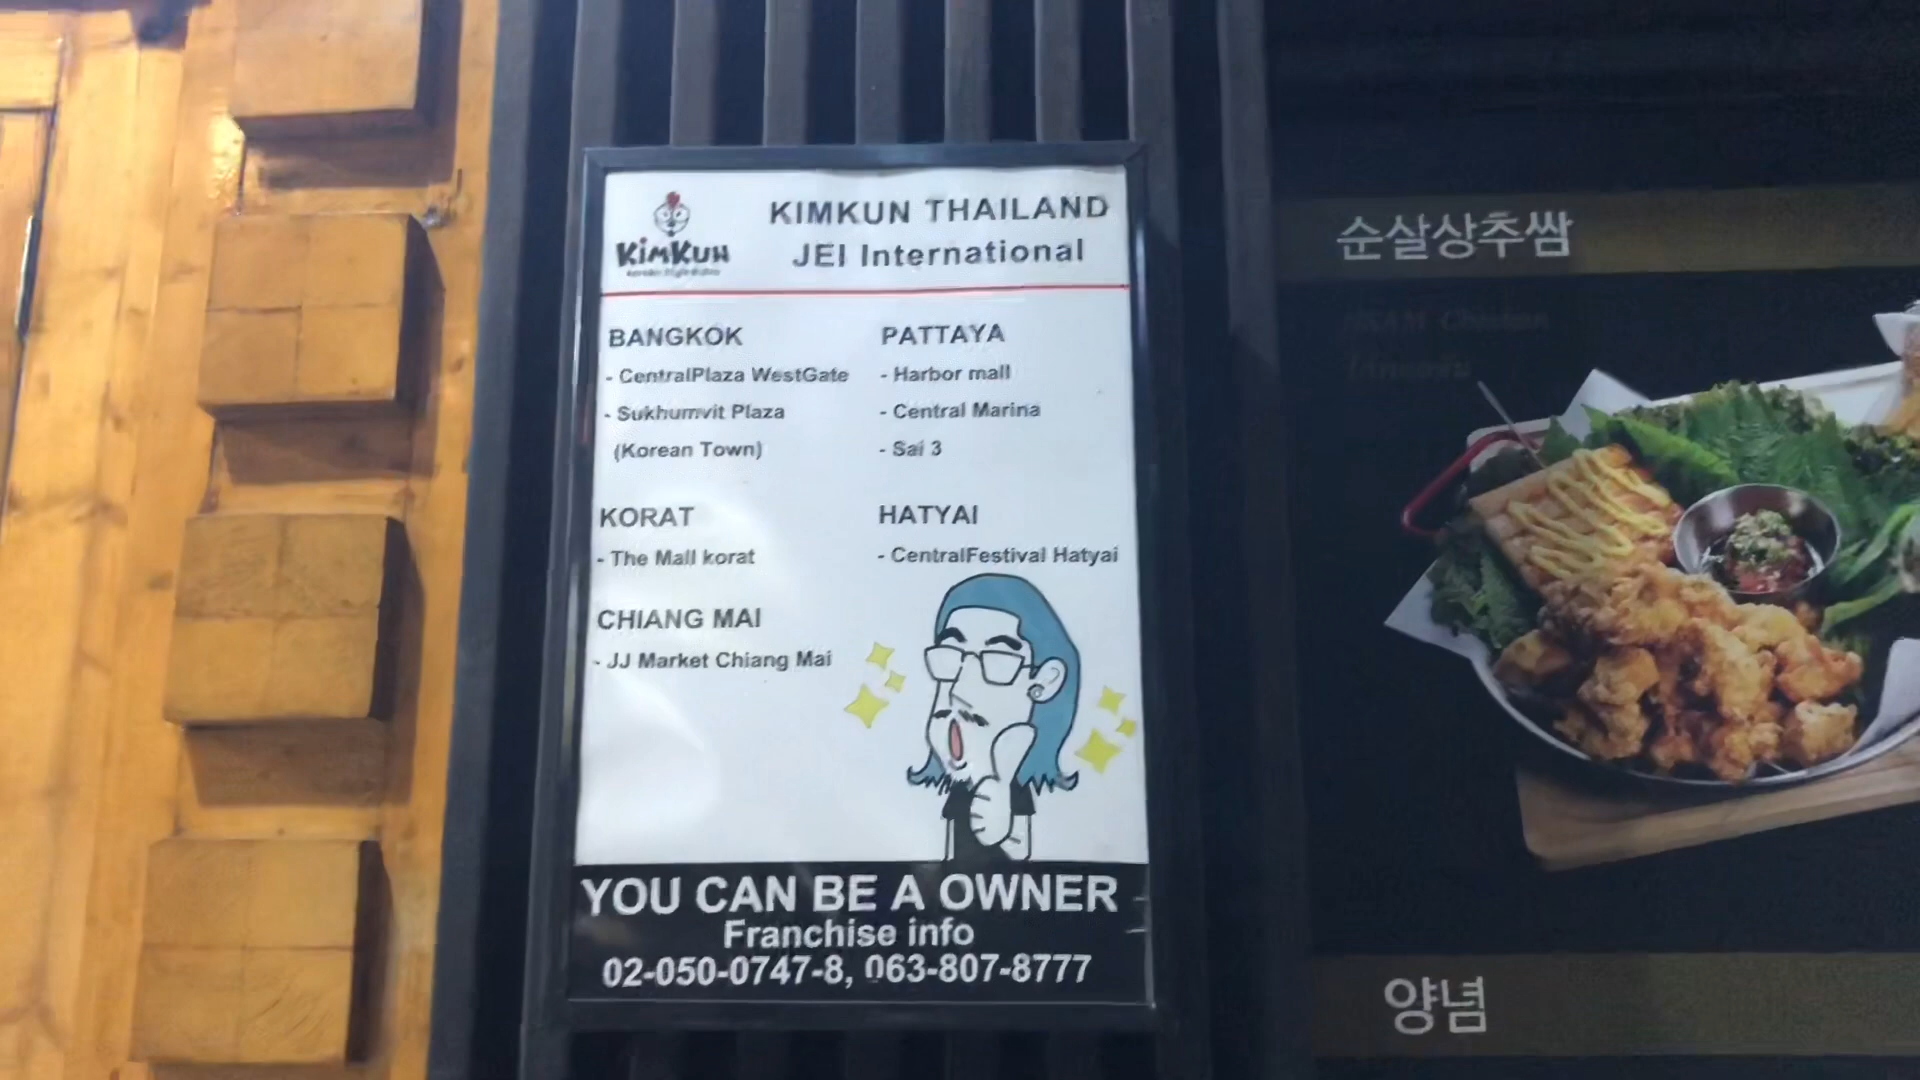 KIMKUN
KIMKUN THAILAND
JEI International
BANGKOK
- CentralPlaza WestGate
- Sukhumvit Plaza
(Korean Town)
KORAT
- The Mall korat
CHIANG MAI
- JJ Market Chiang Mai
PATTAYA
- Harbor mall
- Central Marina
- Sai 3
HATYAI
- CentralFestival Hatyai
YOU CAN BE A OWNER
Franchise info
02-050-0747-8, 063-807-8777
순살상추쌈
양념